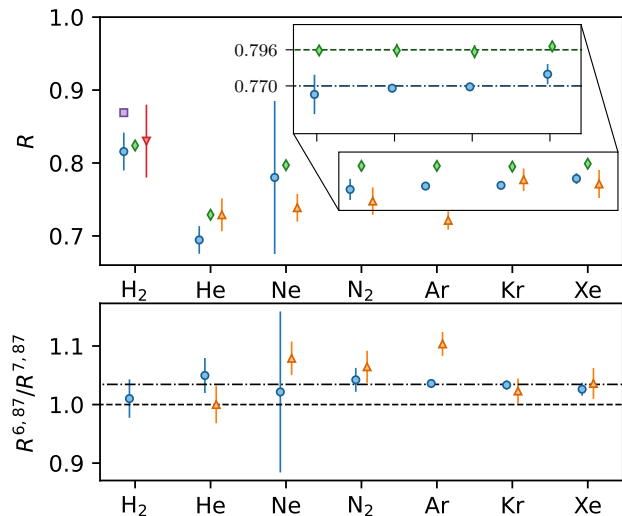 1.0
0.9
0.8
0.7
R
0.796
0.770
H₂ He Ne N₂ Ar Kr Xe
1.1
1.0
0.9
R⁶,⁸⁷/R⁷,⁸⁷
H₂ He Ne N₂ Ar Kr Xe